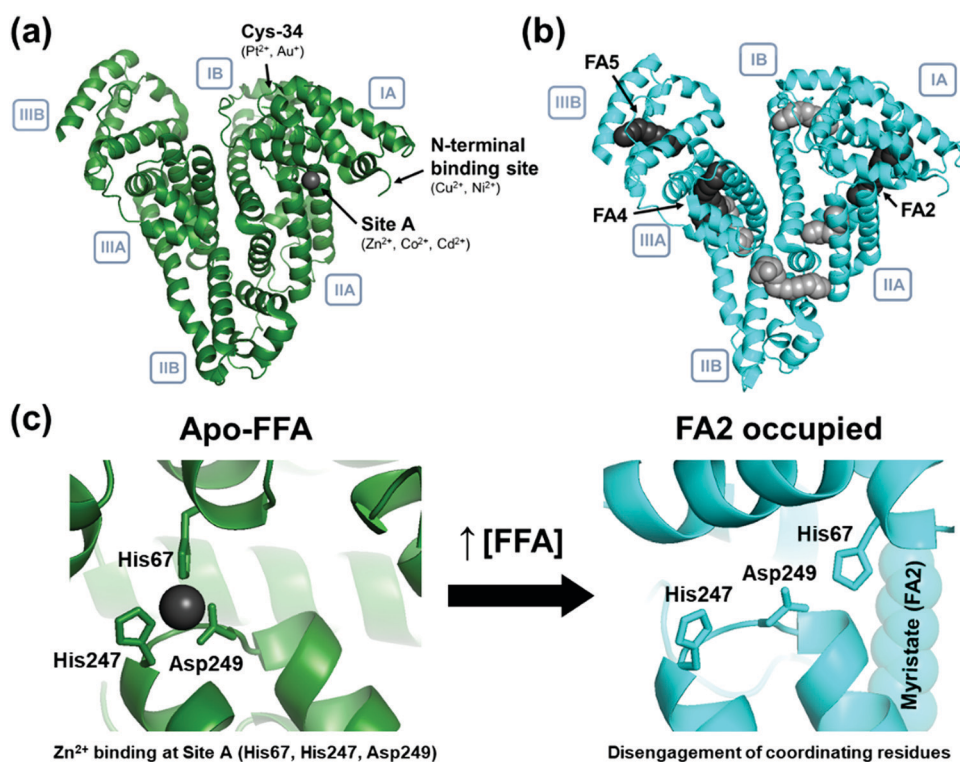 (a)
Cys-34
(Pt²⁺, Au⁺)
IB
IA
IIIB
N-terminal
binding site
(Cu²⁺, Ni²⁺)
Site A
(Zn²⁺, Co²⁺, Cd²⁺)
IIIA
IIA
IIB
(b)
FA5
IB
IA
IIIB
FA4
FA2
IIIA
IIA
IIB
(c)
Apo-FFA
His67
His247
Asp249
Zn²⁺ binding at Site A (His67, His247, Asp249)
↑ [FFA]
FA2 occupied
His67
Asp249
His247
Myristate (FA2)
Disengagement of coordinating residues